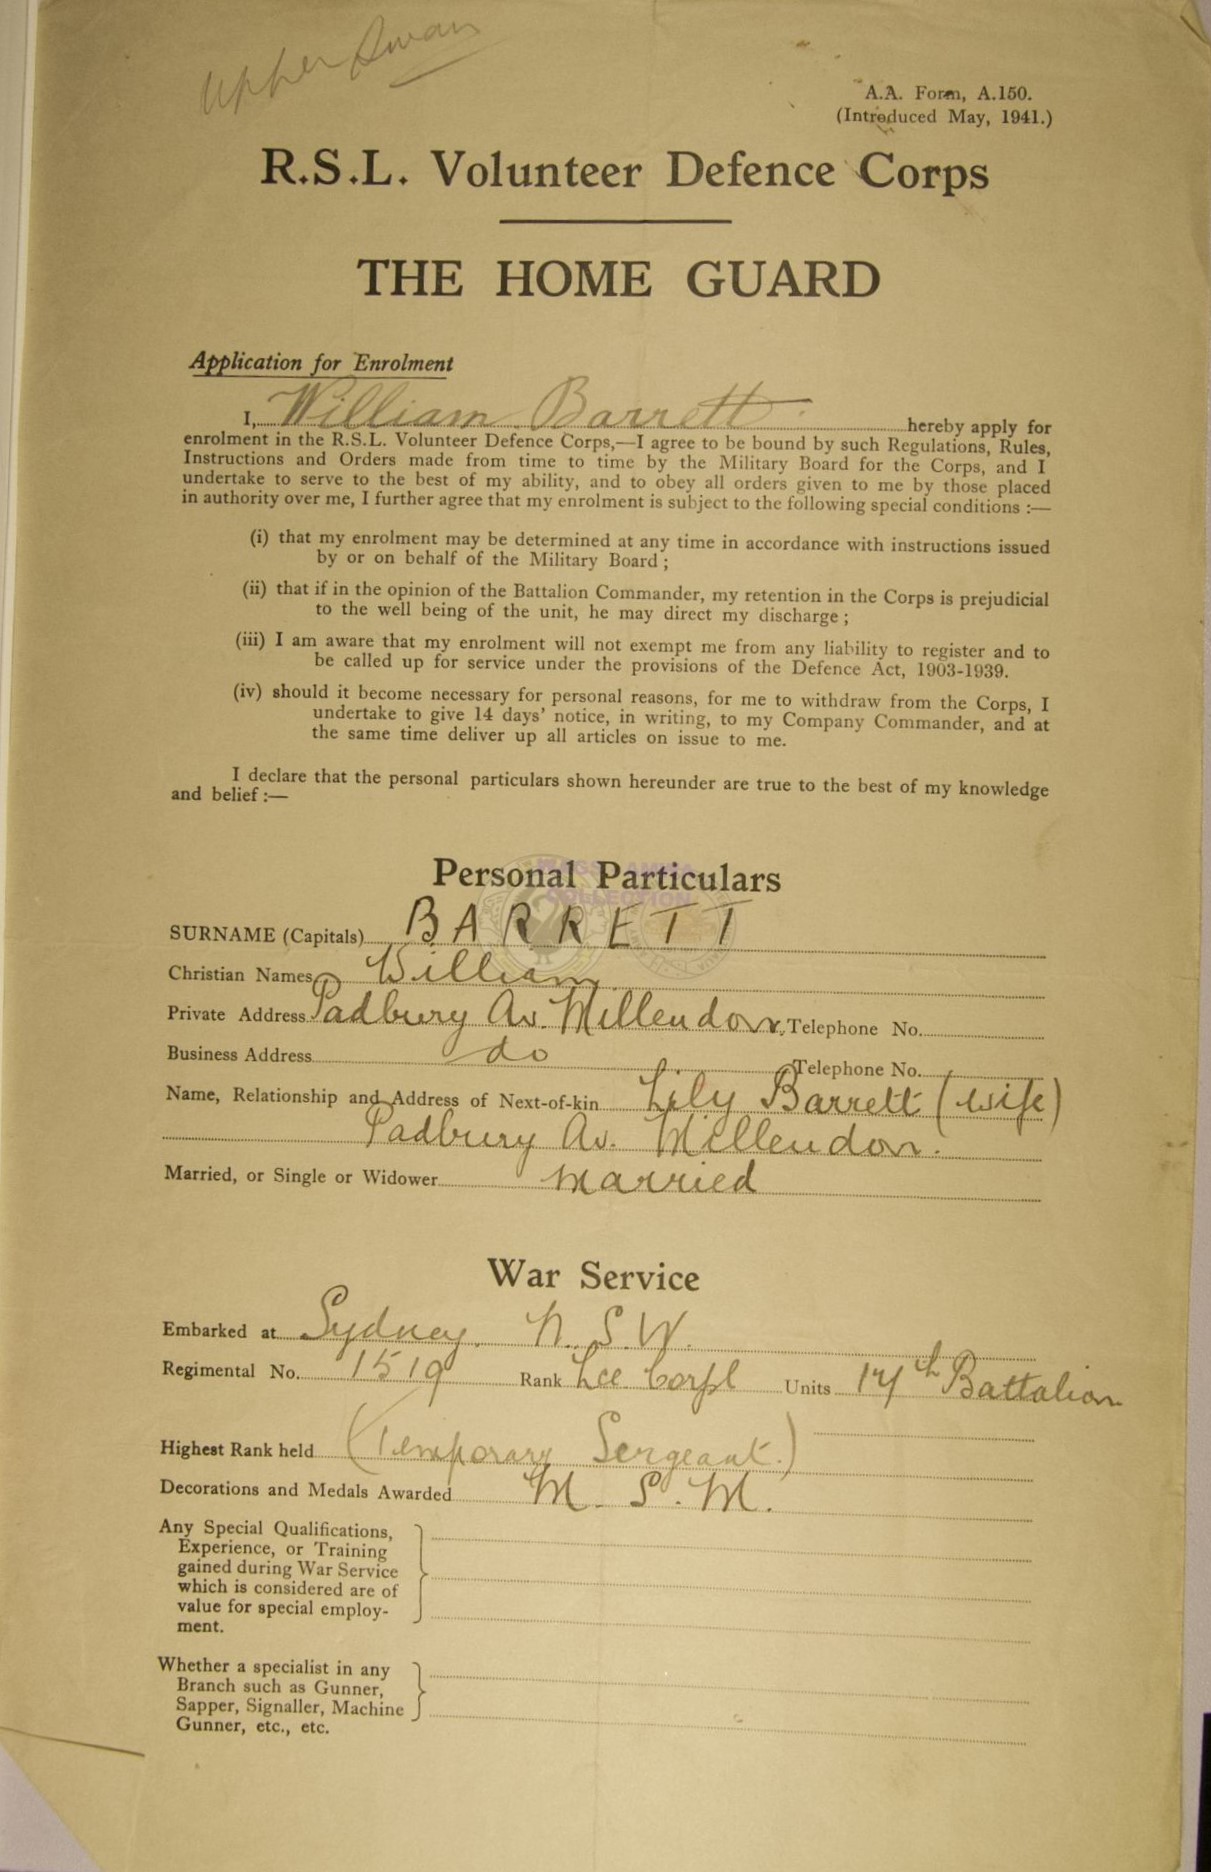 Upper Swan
A.A. Form, A.150.
(Introduced May, 1941.)
R.S.L. Volunteer Defence Corps
THE HOME GUARD
Application for Enrolment
I, William Barrett hereby apply for
enrolment in the R.S.L. Volunteer Defence Corps,—I agree to be bound by such Regulations, Rules,
Instructions and Orders made from time to time by the Military Board for the Corps, and I
undertake to serve to the best of my ability, and to obey all orders given to me by those placed
in authority over me, I further agree that my enrolment is subject to the following special conditions :—
(i) that my enrolment may be determined at any time in accordance with instructions issued
by or on behalf of the Military Board ;
(ii) that if in the opinion of the Battalion Commander, my retention in the Corps is prejudicial
to the well being of the unit, he may direct my discharge ;
(iii) I am aware that my enrolment will not exempt me from any liability to register and to
be called up for service under the provisions of the Defence Act, 1903-1939.
(iv) should it become necessary for personal reasons, for me to withdraw from the Corps, I
undertake to give 14 days' notice, in writing, to my Company Commander, and at
the same time deliver up all articles on issue to me.
I declare that the personal particulars shown hereunder are true to the best of my knowledge
and belief :—
Personal Particulars
SURNAME (Capitals) BARRETT
Christian Names William
Private Address Padbury Av. Millendon. Telephone No.
Business Address do Telephone No.
Name, Relationship and Address of Next-of-kin Lily Barrett (wife)
Padbury Av. Millendon.
Married, or Single or Widower married
War Service
Embarked at Sydney. N.S.W.
Regimental No. 1519 Rank Lce Corpl Units 17th Battalion
Highest Rank held (Temporary Sergeant.)
Decorations and Medals Awarded M. S. M.
Any Special Qualifications,
Experience, or Training
gained during War Service
which is considered are of
value for special employ-
ment.
Whether a specialist in any
Branch such as Gunner,
Sapper, Signaller, Machine
Gunner, etc., etc.